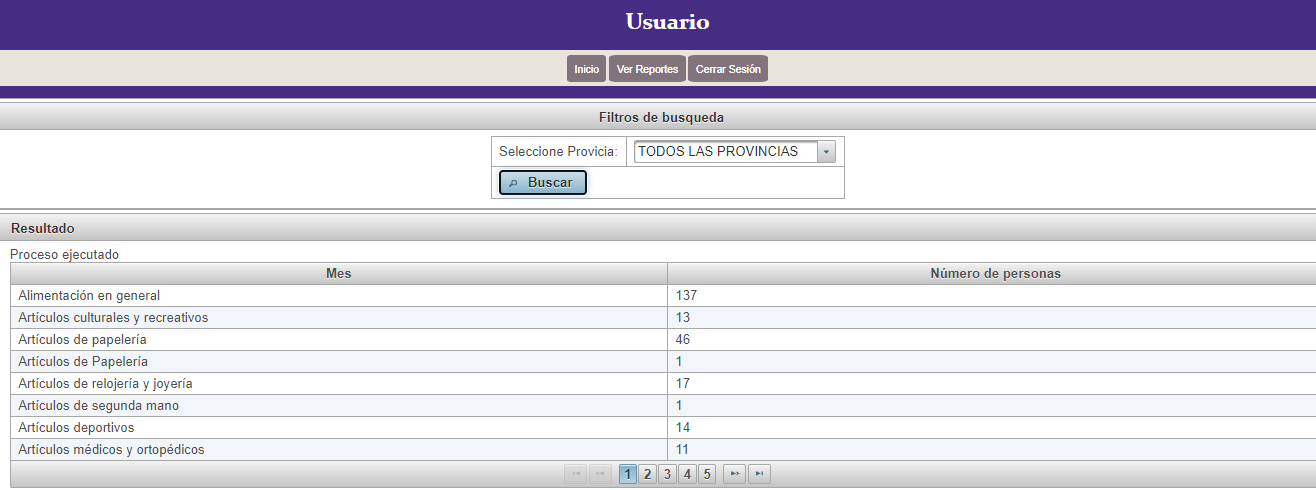 Usuario
Inicio Ver Reportes Cerrar Sesión
Filtros de busqueda
Seleccione Provicia: TODOS LAS PROVINCIAS
Buscar
Resultado
Proceso ejecutado
Mes Número de personas
Alimentación en general 137
Artículos culturales y recreativos 13
Artículos de papelería 46
Artículos de Papelería 1
Artículos de relojería y joyería 17
Artículos de segunda mano 1
Artículos deportivos 14
Artículos médicos y ortopédicos 11
1 2 3 4 5